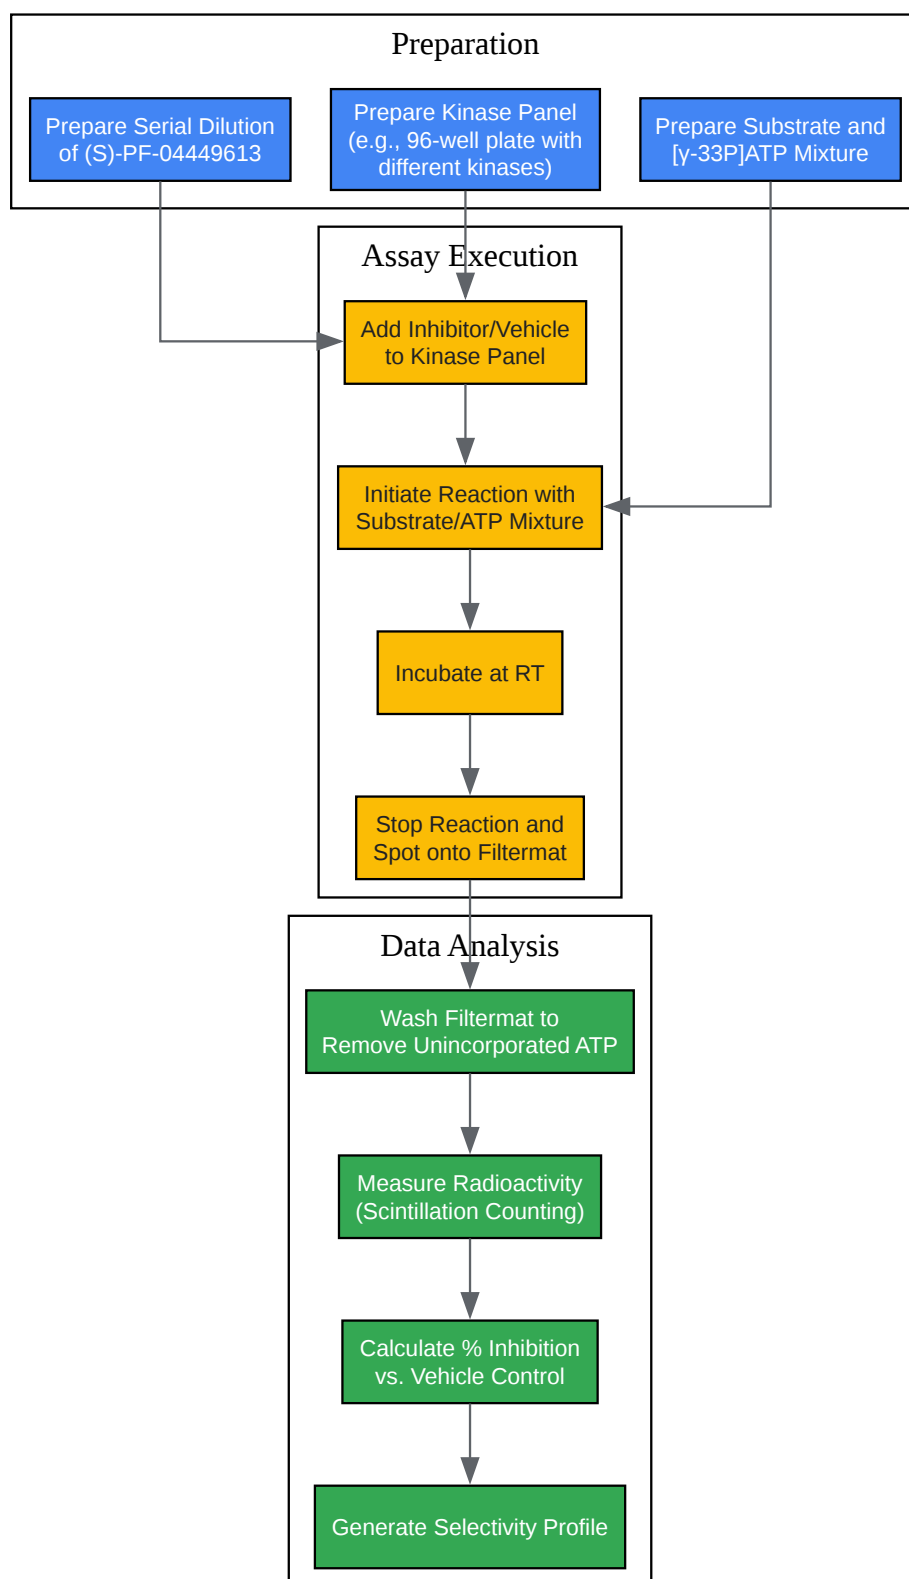 Preparation
Prepare Serial Dilution
of (S)-PF-04449613
Prepare Kinase Panel
(e.g., 96-well plate with
different kinases)
Prepare Substrate and
[γ-33P]ATP Mixture
Assay Execution
Add Inhibitor/Vehicle
to Kinase Panel
Initiate Reaction with
Substrate/ATP Mixture
Incubate at RT
Stop Reaction and
Spot onto Filtermat
Data Analysis
Wash Filtermat to
Remove Unincorporated ATP
Measure Radioactivity
(Scintillation Counting)
Calculate % Inhibition
vs. Vehicle Control
Generate Selectivity Profile